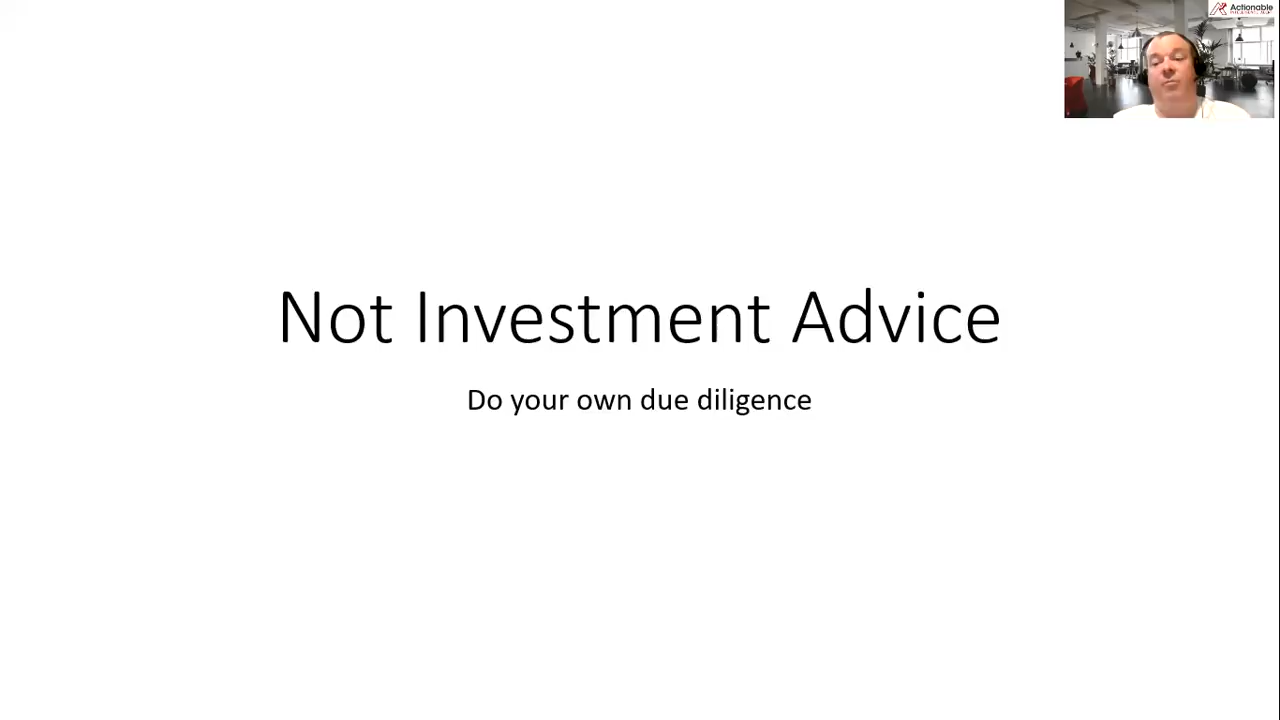 Actionable
Not Investment Advice
Do your own due diligence